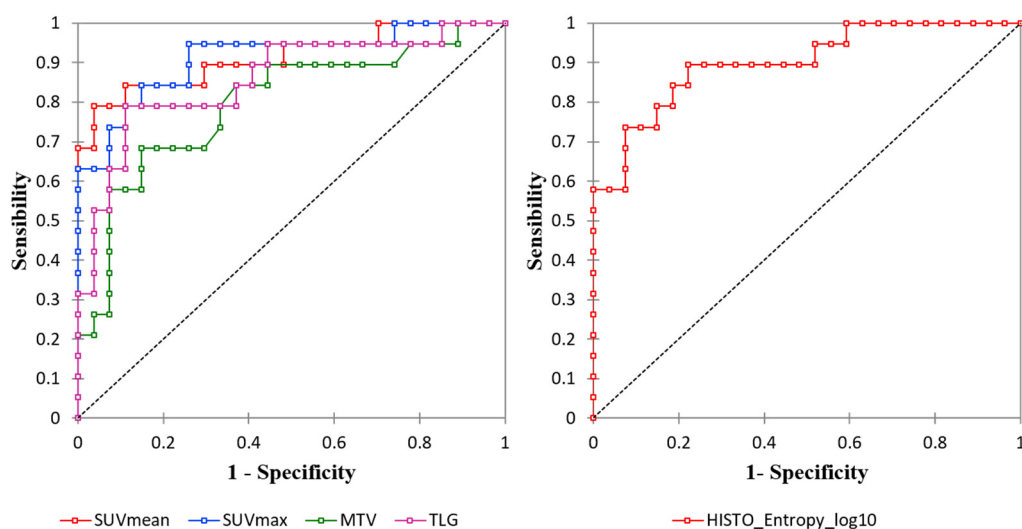 1
0.9
0.8
0.7
0.6
0.5
0.4
0.3
0.2
0.1
0
Sensibility
0 0.2 0.4 0.6 0.8 1
1 - Specificity
SUVmean SUVmax MTV TLG
1
0.9
0.8
0.7
0.6
0.5
0.4
0.3
0.2
0.1
0
Sensibility
0 0.2 0.4 0.6 0.8 1
1- Specificity
HISTO_Entropy_log10